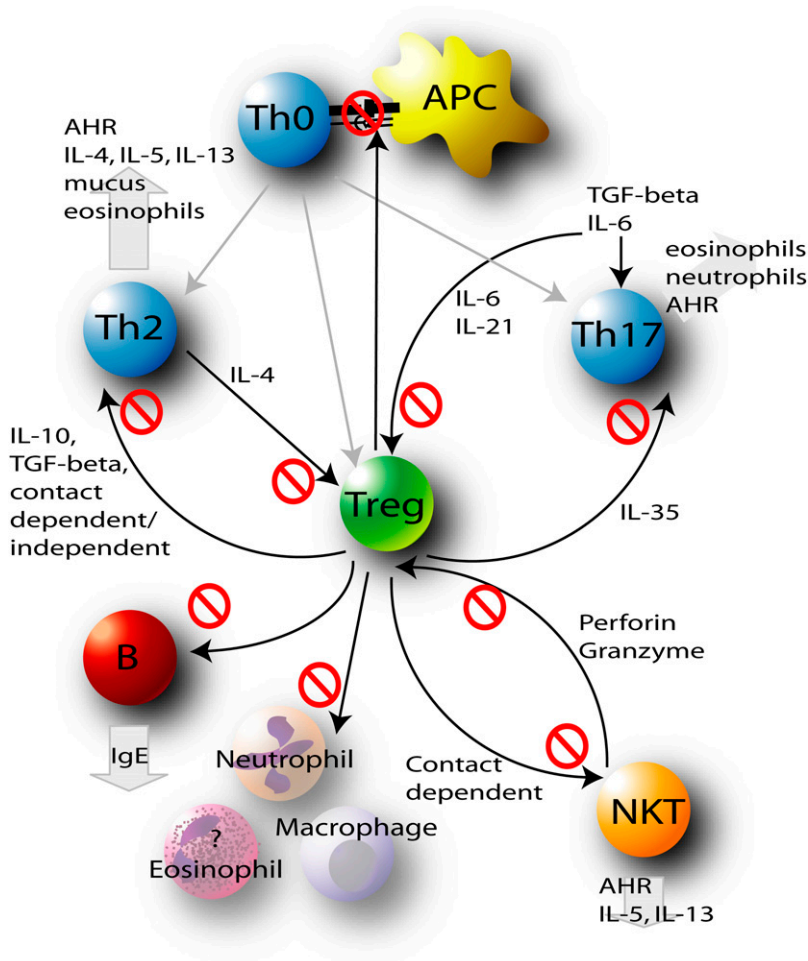 APC
Th0
AHR
IL-4, IL-5, IL-13
mucus
eosinophils
TGF-beta
IL-6
eosinophils
neutrophils
AHR
IL-6
IL-21
Th2
Th17
IL-4
IL-10,
TGF-beta,
contact
dependent/
independent
Treg
IL-35
B
Perforin
Granzyme
IgE
Neutrophil
Contact
dependent
Macrophage
?
Eosinophil
NKT
AHR
IL-5, IL-13